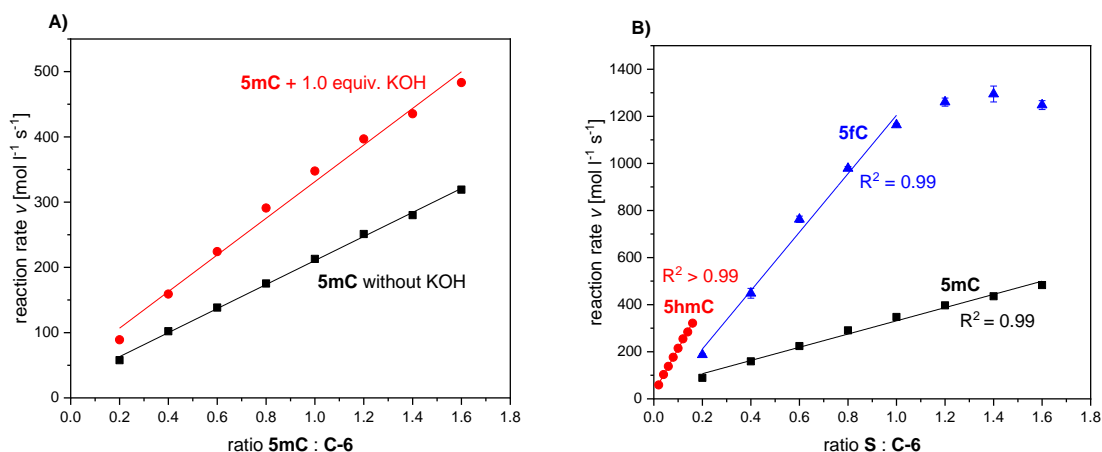 A)
500
400
300
200
100
0
reaction rate v [mol l⁻¹ s⁻¹]
5mC + 1.0 equiv. KOH
5mC without KOH
0.0 0.2 0.4 0.6 0.8 1.0 1.2 1.4 1.6 1.8
ratio 5mC : C-6
B)
1400
1200
1000
800
600
400
200
0
reaction rate v [mol l⁻¹ s⁻¹]
5fC
R² = 0.99
R² > 0.99
5hmC
5mC
R² = 0.99
0.0 0.2 0.4 0.6 0.8 1.0 1.2 1.4 1.6 1.8
ratio S : C-6